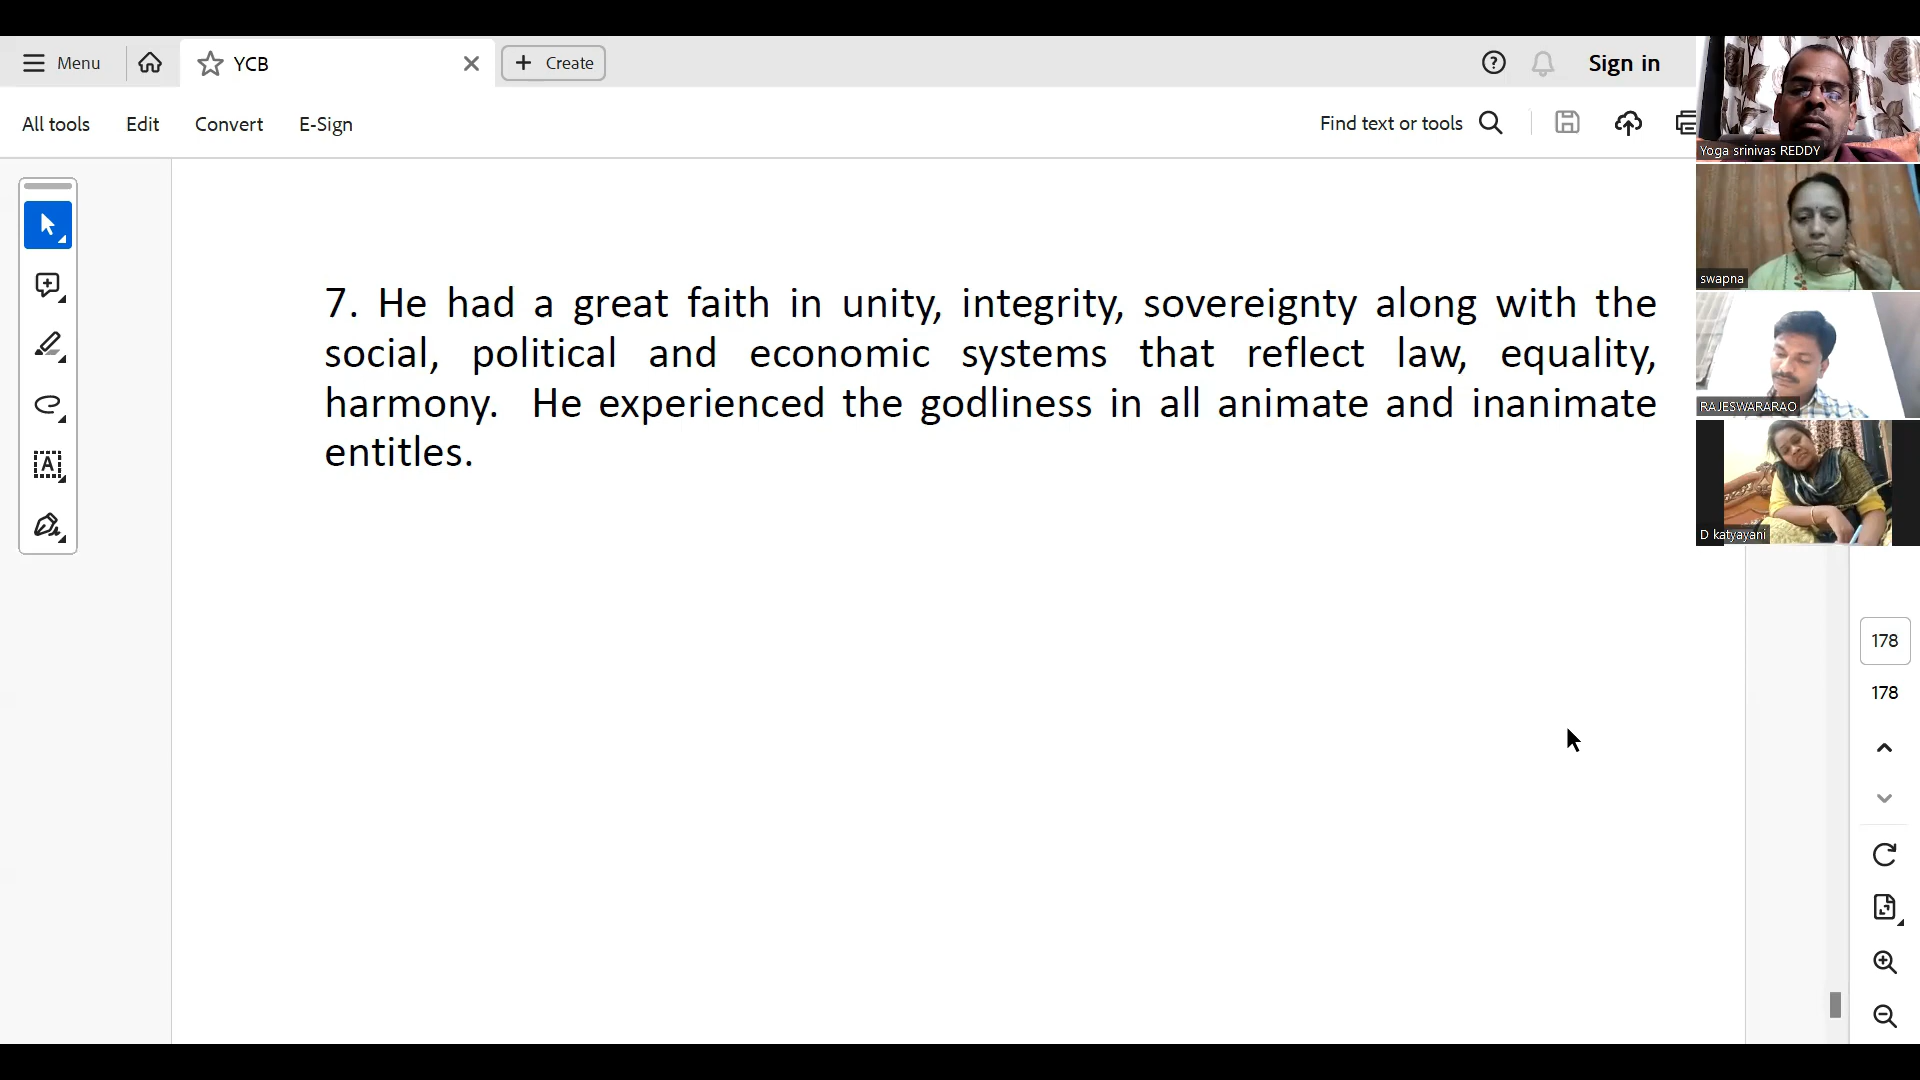 Menu
YCB
Create
Sign in
All tools
Edit
Convert
E-Sign
Find text or tools
Yoga srinivas REDDY
swapna
RAJESWARARAO
D katyayani
7. He had a great faith in unity, integrity, sovereignty along with the
social, political and economic systems that reflect law, equality,
harmony. He experienced the godliness in all animate and inanimate
entitles.
A
178
178